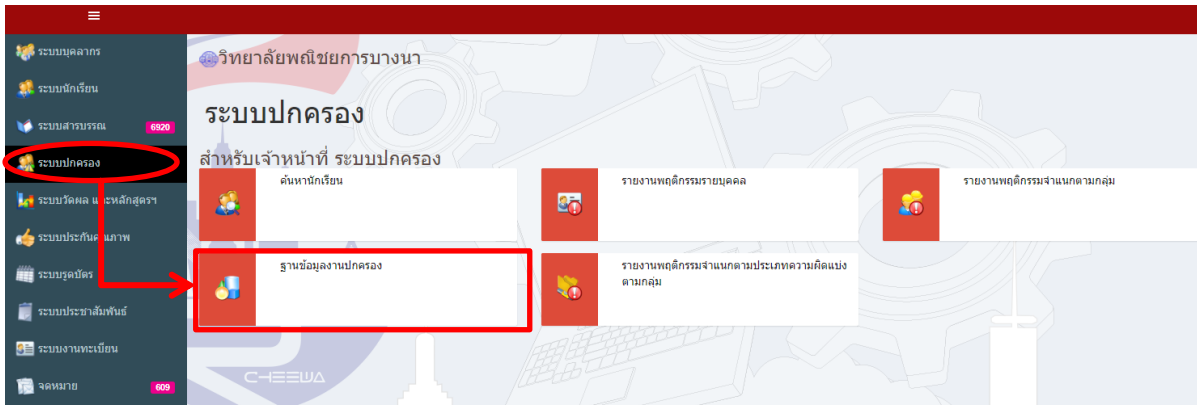 ระบบบุคลากร
ระบบนักเรียน
ระบบสารบรรณ 6920
ระบบปกครอง
ระบบวัดผล และหลักสูตรฯ
ระบบประกันคุณภาพ
ระบบรูดบัตร
ระบบประชาสัมพันธ์
ระบบงานทะเบียน
จดหมาย 609
วิทยาลัยพณิชยการบางนา
ระบบปกครอง
สำหรับเจ้าหน้าที่ ระบบปกครอง
ค้นหานักเรียน
รายงานพฤติกรรมรายบุคคล
รายงานพฤติกรรมจำแนกตามกลุ่ม
ฐานข้อมูลงานปกครอง
รายงานพฤติกรรมจำแนกตามประเภทความผิดแบ่ง
ตามกลุ่ม
CHEEWA